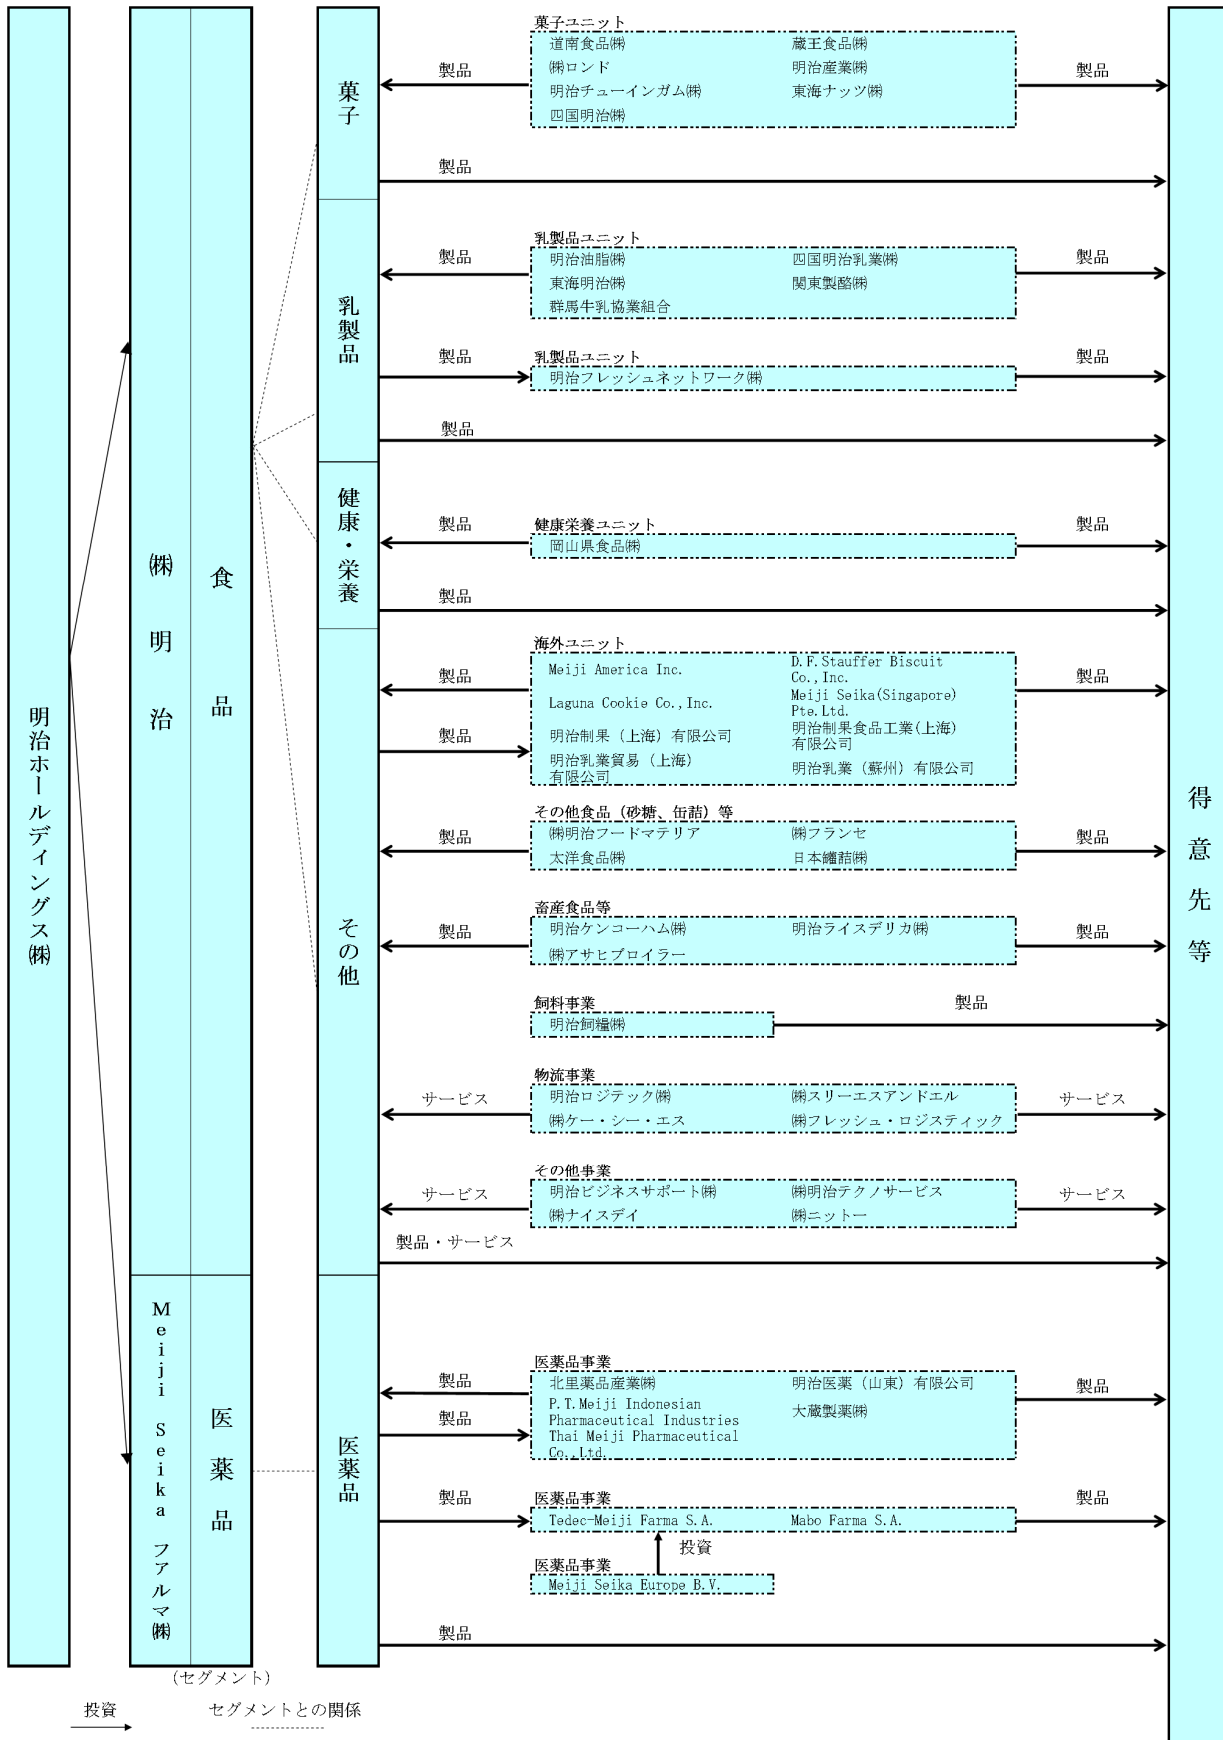 明治ホールディングス㈱
㈱明治
食品
Meiji Seika ファルマ㈱
医薬品
菓子
菓子ユニット
道南食品㈱
蔵王食品㈱
㈱ロンド
明治産業㈱
明治チューインガム㈱
東海ナッツ㈱
四国明治㈱
製品
製品
製品
乳製品
乳製品ユニット
明治油脂㈱
四国明治乳業㈱
東海明治㈱
関東製酪㈱
群馬牛乳協業組合
製品
製品
乳製品ユニット
明治フレッシュネットワーク㈱
製品
製品
製品
健康・栄養
健康栄養ユニット
岡山県食品㈱
製品
製品
製品
その他
海外ユニット
Meiji America Inc.
D.F.Stauffer Biscuit
Co.,Inc.
Laguna Cookie Co.,Inc.
Meiji Seika(Singapore)
Pte.Ltd.
明治制果（上海）有限公司
明治制果食品工業(上海)
有限公司
明治乳業貿易（上海）
有限公司
明治乳業（蘇州）有限公司
製品
製品
製品
その他食品（砂糖、缶詰）等
㈱明治フードマテリア
㈱フランセ
太洋食品㈱
日本罐詰㈱
製品
製品
畜産食品等
明治ケンコーハム㈱
明治ライスデリカ㈱
㈱アサヒブロイラー
製品
製品
飼料事業
明治飼糧㈱
製品
物流事業
明治ロジテック㈱
㈱スリーエスアンドエル
㈱ケー・シー・エス
㈱フレッシュ・ロジスティック
サービス
サービス
その他事業
明治ビジネスサポート㈱
㈱明治テクノサービス
㈱ナイスデイ
㈱ニットー
サービス
サービス
製品・サービス
医薬品
医薬品事業
北里薬品産業㈱
明治医薬（山東）有限公司
P.T.Meiji Indonesian
Pharmaceutical Industries
大蔵製薬㈱
Thai Meiji Pharmaceutical
Co.,Ltd.
製品
製品
製品
医薬品事業
Tedec-Meiji Farma S.A.
Mabo Farma S.A.
製品
製品
投資
医薬品事業
Meiji Seika Europe B.V.
製品
得意先等
(セグメント)
投資
セグメントとの関係